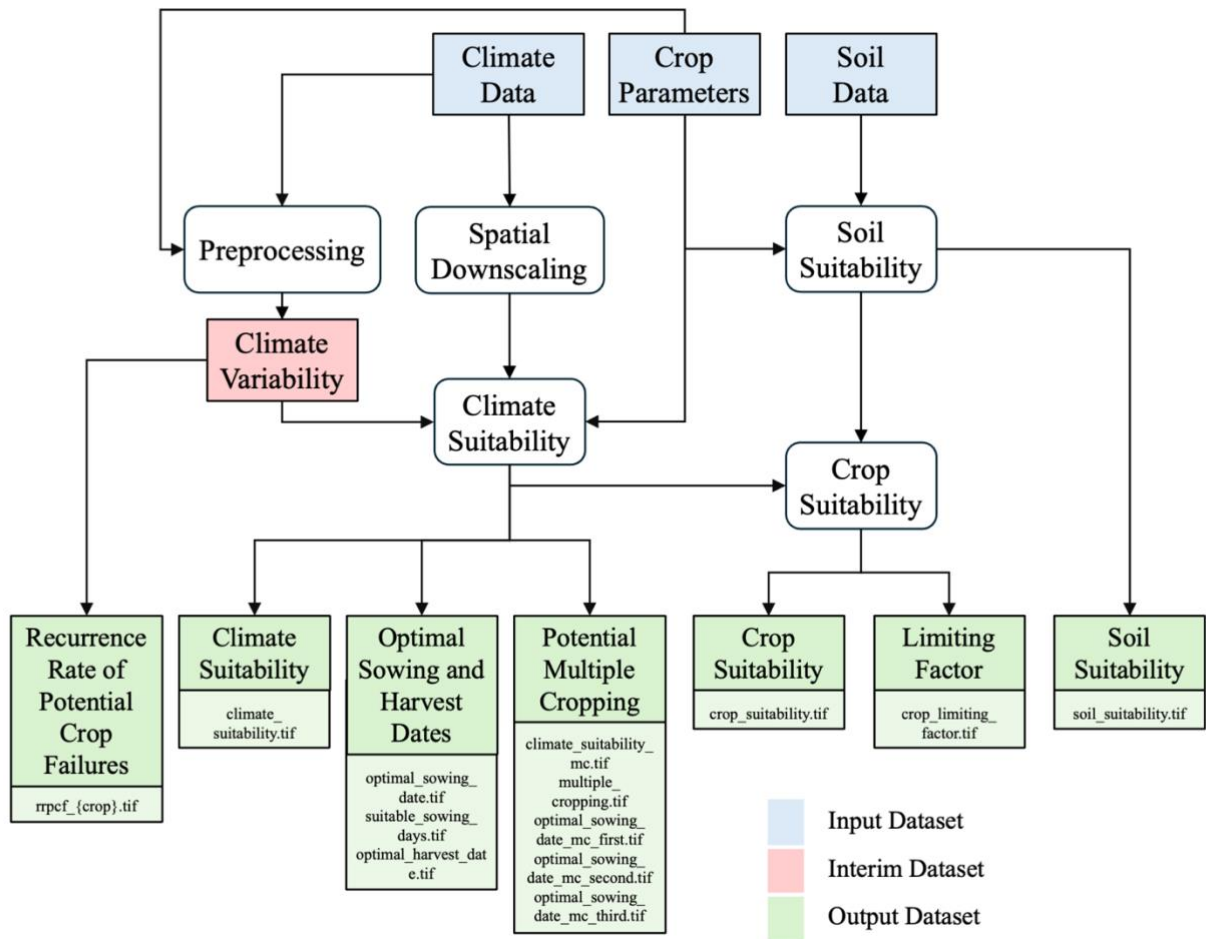 Climate
Data
Crop
Parameters
Soil
Data
Preprocessing
Spatial
Downscaling
Soil
Suitability
Climate
Variability
Climate
Suitability
Crop
Suitability
Recurrence
Rate of
Potential
Crop
Failures
rrpcf_{crop}.tif
Climate
Suitability
climate_
suitability.tif
Optimal
Sowing and
Harvest
Dates
optimal_sowing_
date.tif
suitable_sowing_
days.tif
optimal_harvest_dat
e.tif
Potential
Multiple
Cropping
climate_suitability_
mc.tif
multiple_
cropping.tif
optimal_sowing_
date_mc_first.tif
optimal_sowing_
date_mc_second.tif
optimal_sowing_
date_mc_third.tif
Crop
Suitability
crop_suitability.tif
Limiting
Factor
crop_limiting_
factor.tif
Soil
Suitability
soil_suitability.tif
Input Dataset
Interim Dataset
Output Dataset